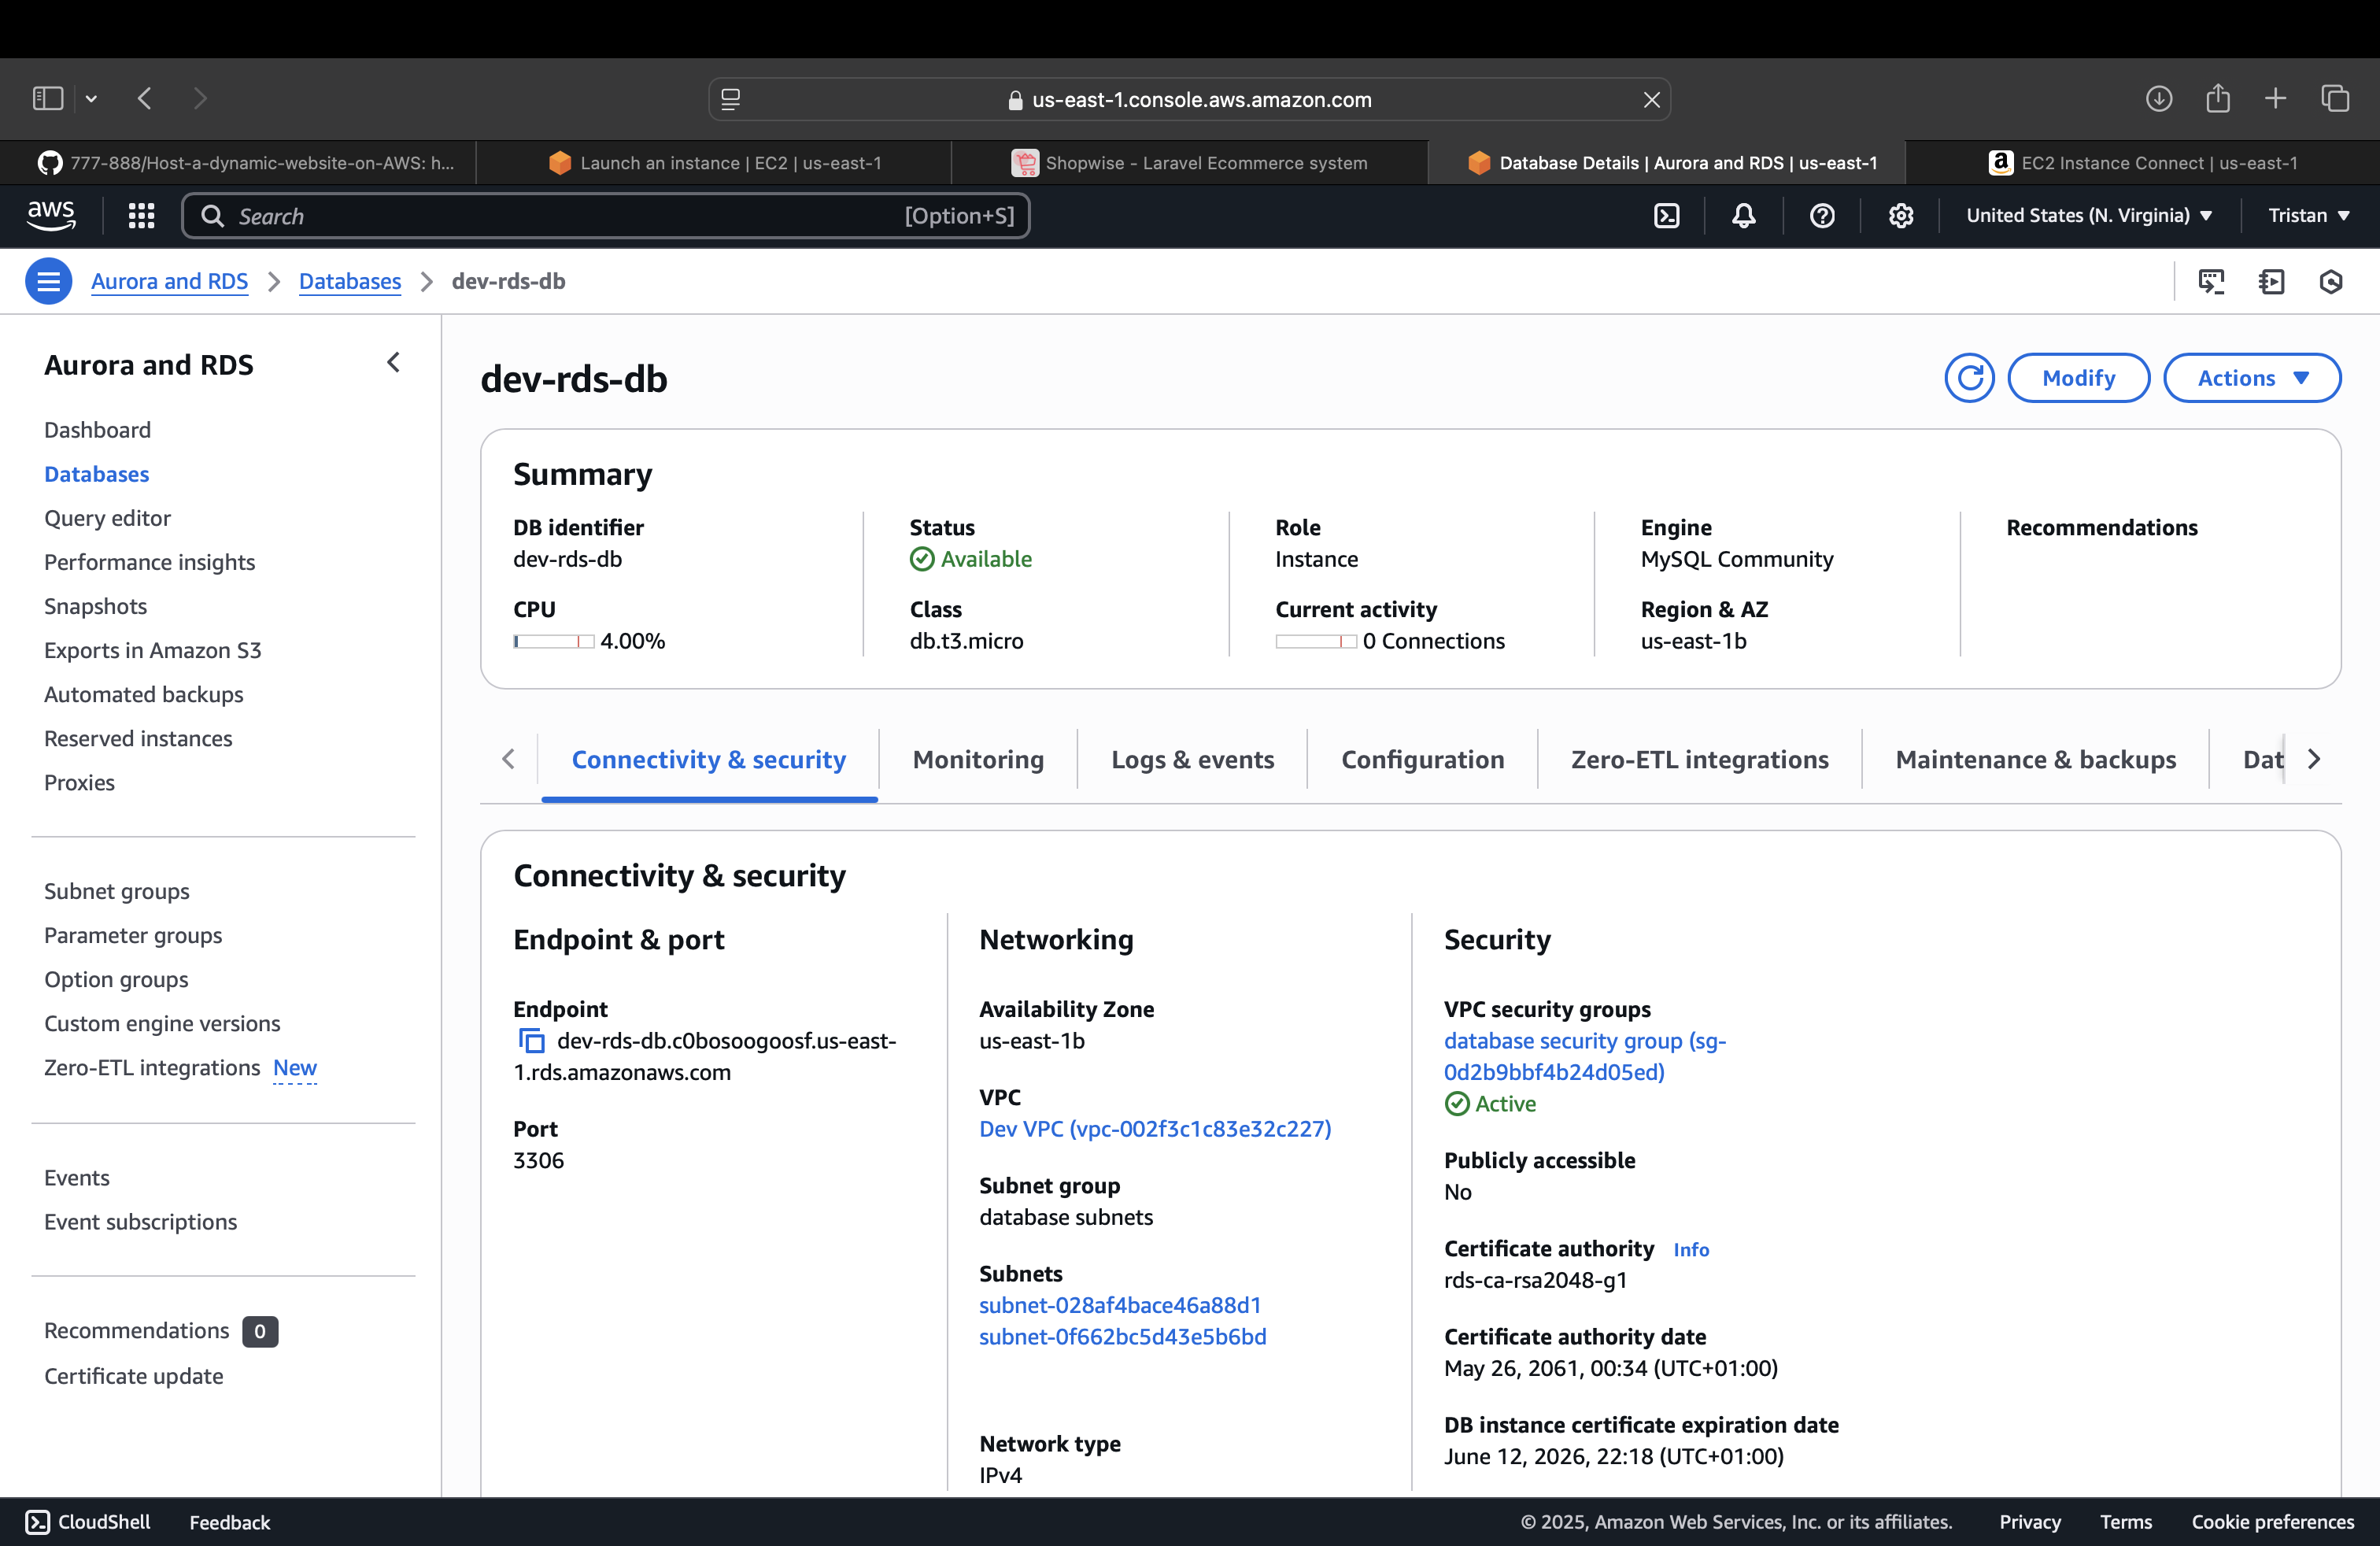 us-east-1.console.aws.amazon.com
777-888/Host-a-dynamic-website-on-AWS: h...
Launch an instance | EC2 | us-east-1
Shopwise - Laravel Ecommerce system
Database Details | Aurora and RDS | us-east-1
EC2 Instance Connect | us-east-1
aws
Search
[Option+S]
United States (N. Virginia)
Tristan
Aurora and RDS
Databases
dev-rds-db
Aurora and RDS
Dashboard
Databases
Query editor
Performance insights
Snapshots
Exports in Amazon S3
Automated backups
Reserved instances
Proxies
Subnet groups
Parameter groups
Option groups
Custom engine versions
Zero-ETL integrations New
Events
Event subscriptions
Recommendations 0
Certificate update
dev-rds-db
Modify
Actions
Summary
DB identifier
dev-rds-db
CPU
4.00%
Status
Available
Class
db.t3.micro
Role
Instance
Current activity
0 Connections
Engine
MySQL Community
Region & AZ
us-east-1b
Recommendations
Connectivity & security
Monitoring
Logs & events
Configuration
Zero-ETL integrations
Maintenance & backups
Dat
Connectivity & security
Endpoint & port
Endpoint
dev-rds-db.c0bosoogoosf.us-east-
1.rds.amazonaws.com
Port
3306
Networking
Availability Zone
us-east-1b
VPC
Dev VPC (vpc-002f3c1c83e32c227)
Subnet group
database subnets
Subnets
subnet-028af4bace46a88d1
subnet-0f662bc5d43e5b6bd
Network type
IPv4
Security
VPC security groups
database security group (sg-
0d2b9bbf4b24d05ed)
Active
Publicly accessible
No
Certificate authority Info
rds-ca-rsa2048-g1
Certificate authority date
May 26, 2061, 00:34 (UTC+01:00)
DB instance certificate expiration date
June 12, 2026, 22:18 (UTC+01:00)
CloudShell
Feedback
© 2025, Amazon Web Services, Inc. or its affiliates.
Privacy
Terms
Cookie preferences